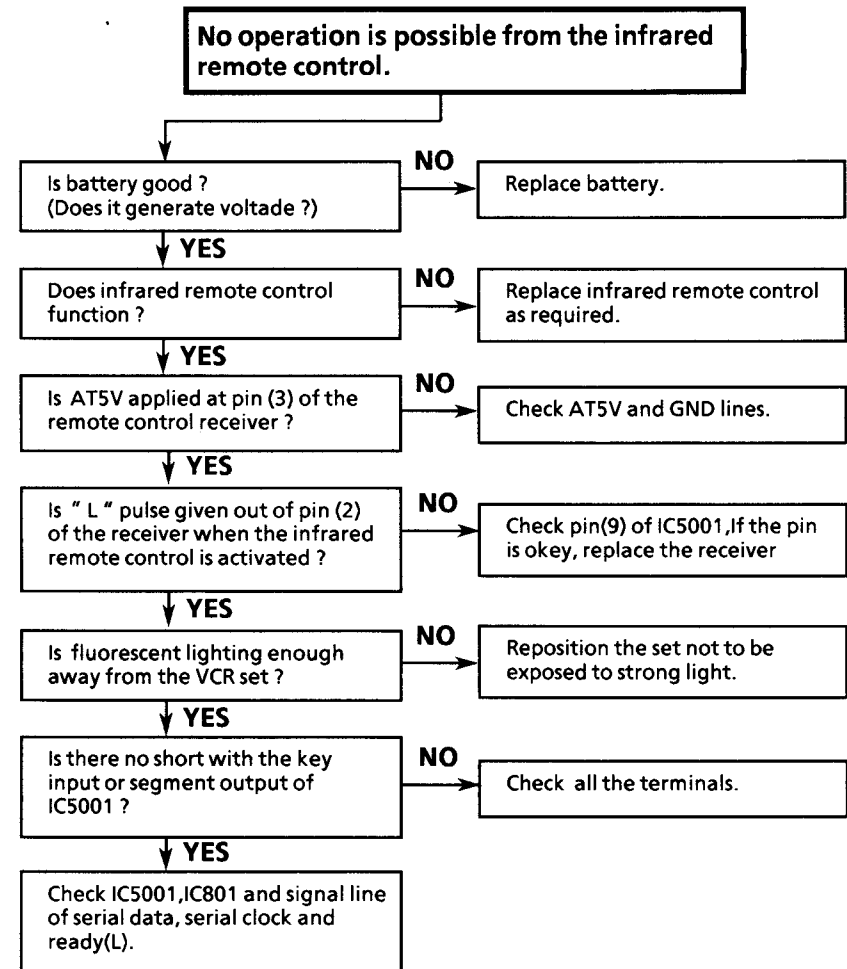 No operation is possible from the infrared
remote control.
Is battery good ?
(Does it generate voltade ?)
NO
Replace battery.
YES
Does infrared remote control
function ?
NO
Replace infrared remote control
as required.
YES
Is AT5V applied at pin (3) of the
remote control receiver ?
NO
Check AT5V and GND lines.
YES
Is " L " pulse given out of pin (2)
of the receiver when the infrared
remote control is activated ?
NO
Check pin(9) of IC5001,If the pin
is okey, replace the receiver
YES
Is fluorescent lighting enough
away from the VCR set ?
NO
Reposition the set not to be
exposed to strong light.
YES
Is there no short with the key
input or segment output of
IC5001 ?
NO
Check all the terminals.
YES
Check IC5001,IC801 and signal line
of serial data, serial clock and
ready(L).